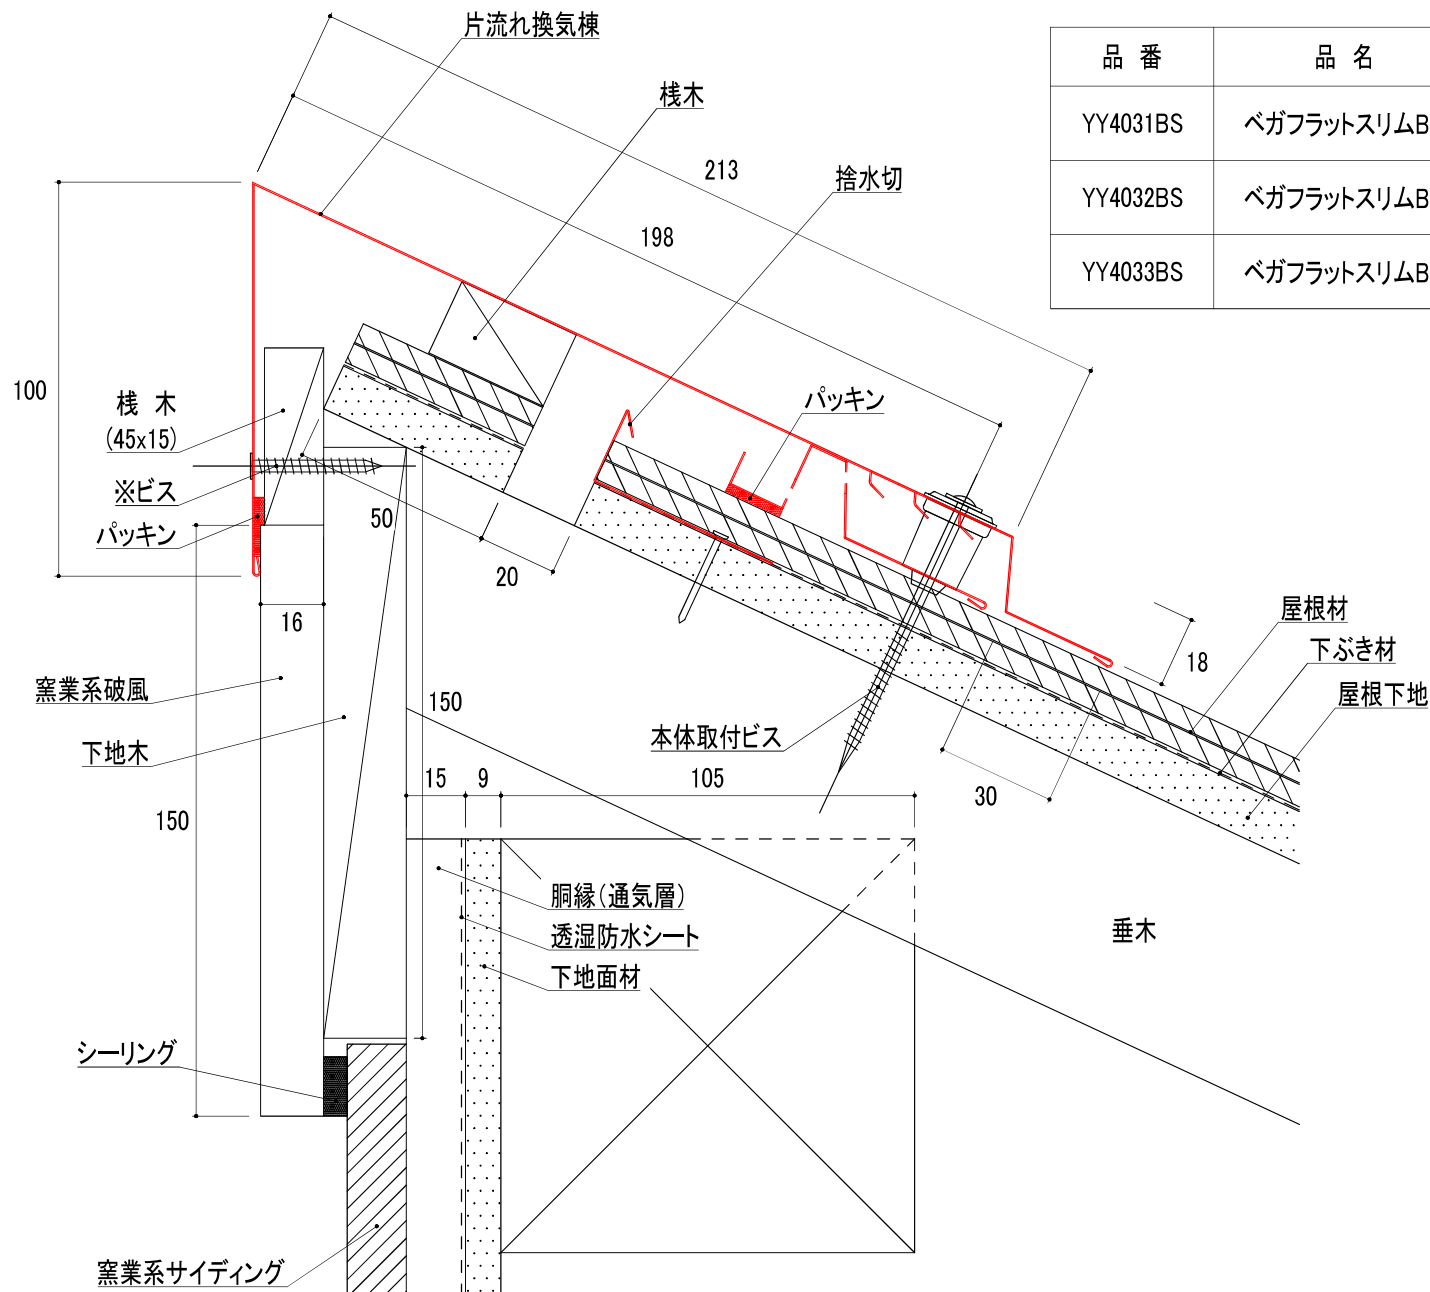 片流れ換気棟
桟木
213
捨水切
198
品 番
品 名
YY4031BS
ベガフラットスリムB
YY4032BS
ベガフラットスリムB
YY4033BS
ベガフラットスリムB
100
桟 木
(45x15)
※ビス
パッキン
パッキン
50
20
16
18
屋根材
下ぶき材
屋根下地
窯業系破風
下地木
150
本体取付ビス
15
9
105
30
150
胴縁(通気層)
透湿防水シート
下地面材
垂木
シーリング
窯業系サイディング